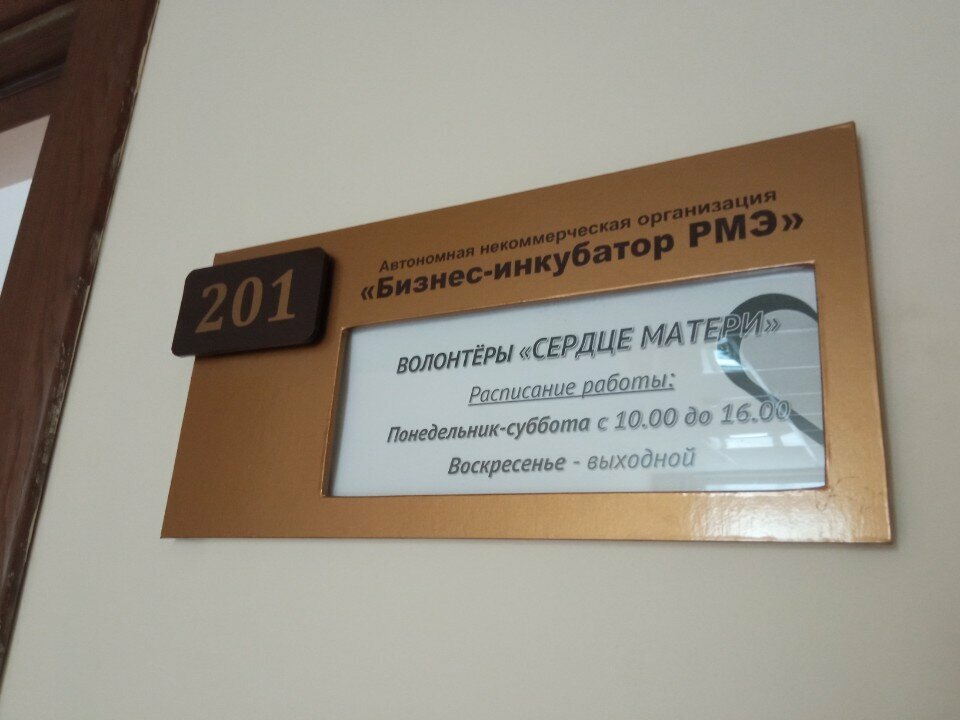 201
Автономная некоммерческая организация
«Бизнес-инкубатор РМЭ»
ВОЛОНТЁРЫ «СЕРДЦЕ МАТЕРИ»
Расписание работы:
Понедельник-суббота с 10.00 до 16.00
Воскресенье - выходной